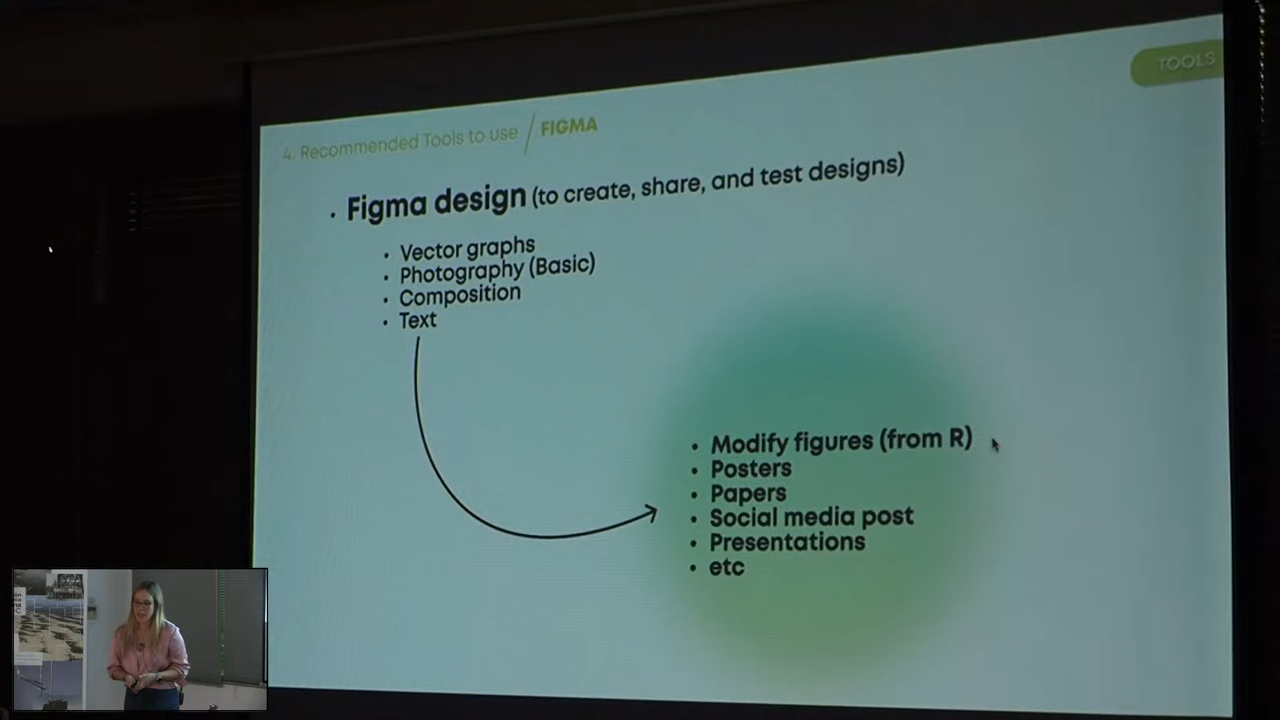 TOOLS
4. Recommended Tools to use / FIGMA
• Figma design (to create, share, and test designs)
• Vector graphs
• Photography (Basic)
• Composition
• Text
• Modify figures (from R)
• Posters
• Papers
• Social media post
• Presentations
• etc